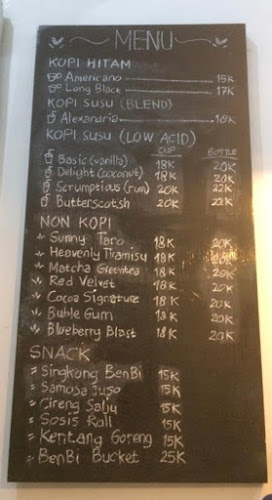 MENU
KOPI HITAM
Americano 15K
Long Black 17K
KOPI SUSU (BLEND)
Alexandria 18K
KOPI SUSU (LOW ACID)
CUP BOTTLE
Basic (vanilla) 18K 20K
Delight (coconut) 18K 20K
Scrumptious (rum) 20K 22K
Butterscotsh 20K 22K
NON KOPI
Sunny Taro 18K 20K
Heavenly Tiramisu 18K 20K
Matcha Greentea 18K 20K
Red Velvet 18K 20K
Cocoa Signature 18K 20K
Buble Gum 18K 20K
Blueberry Blast 18K 20K
SNACK
Singkong BenBi 15K
Samosa Juso 15K
Cireng Salju 15K
Sosis Roll 15K
Kentang Goreng 15K
BenBi Bucket 25K